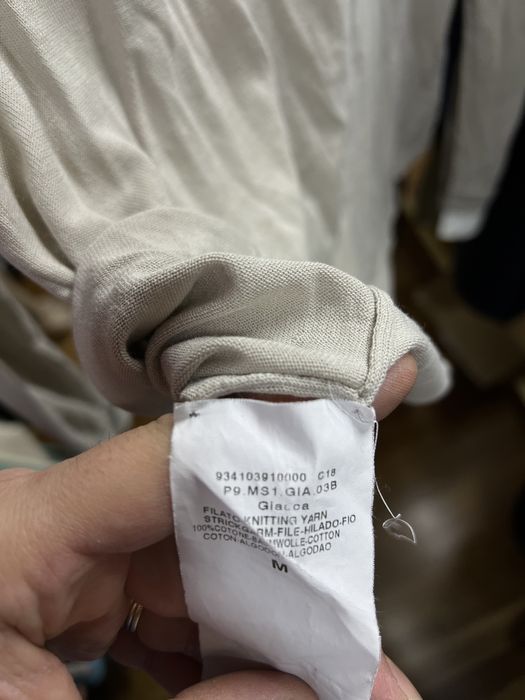 934103910000 C18
P9.MS1.GIA.03B
Giacca
FILATO-KNITTING YARN
STRICKGARM-FILE-HILADO-FIO
100%COTONE-BAUMWOLLE-COTTON
COTON-ALGODON-ALGODAO
M